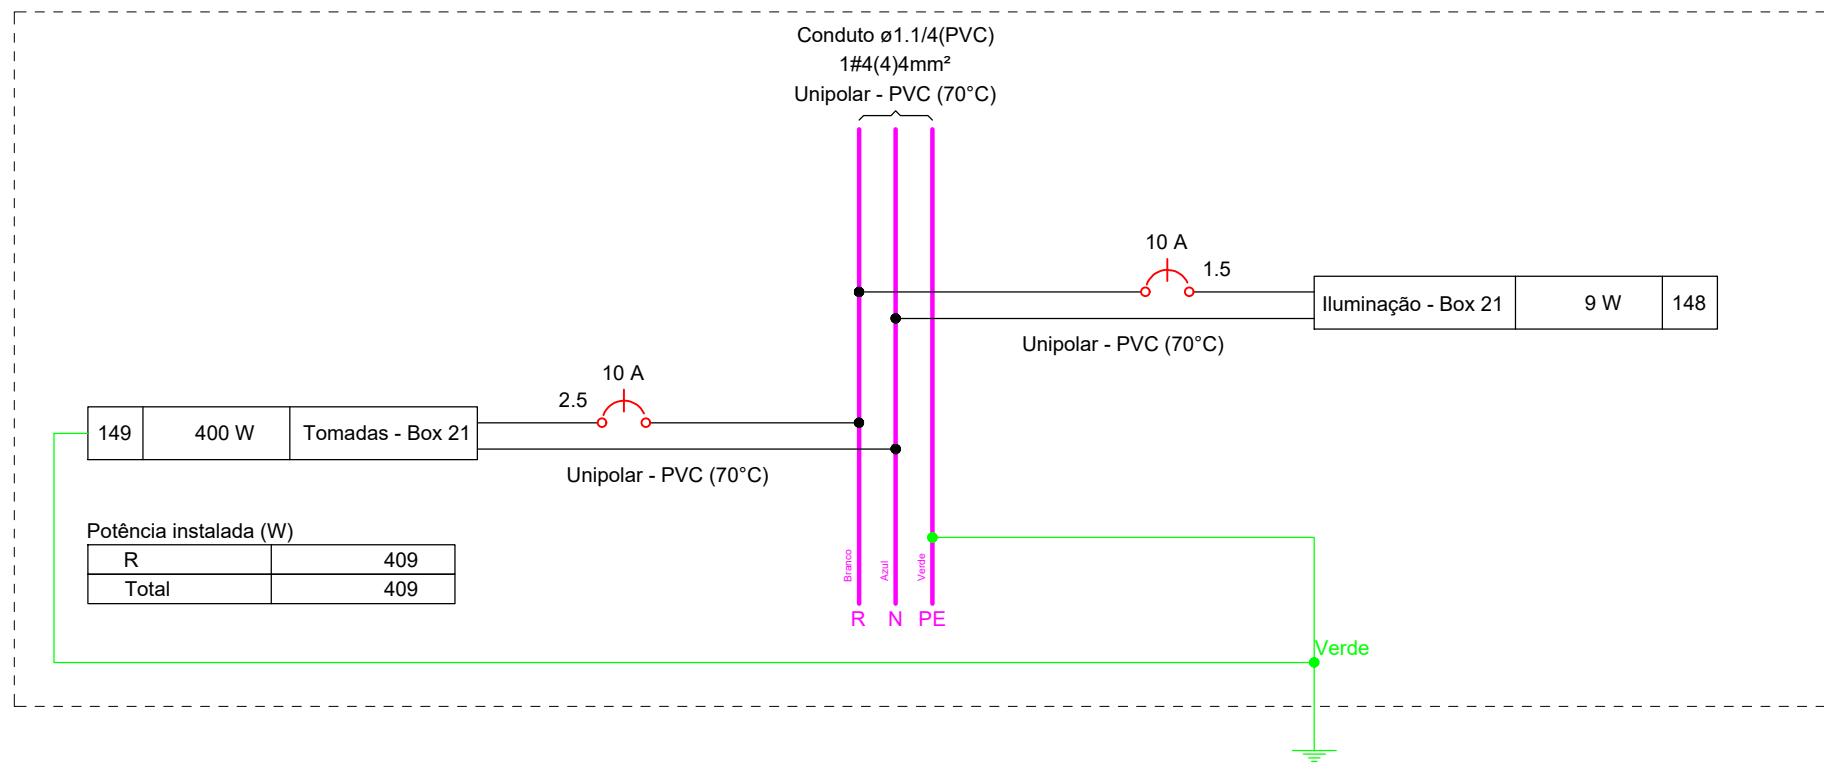 Conduto ø1.1/4(PVC)
1#4(4)4mm²
Unipolar - PVC (70°C)
10 A
1.5
Iluminação - Box 21 9 W 148
Unipolar - PVC (70°C)
10 A
2.5
149 400 W Tomadas - Box 21
Unipolar - PVC (70°C)
Potência instalada (W)
R 409
Total 409
Branco
Azul
Verde
R N PE
Verde